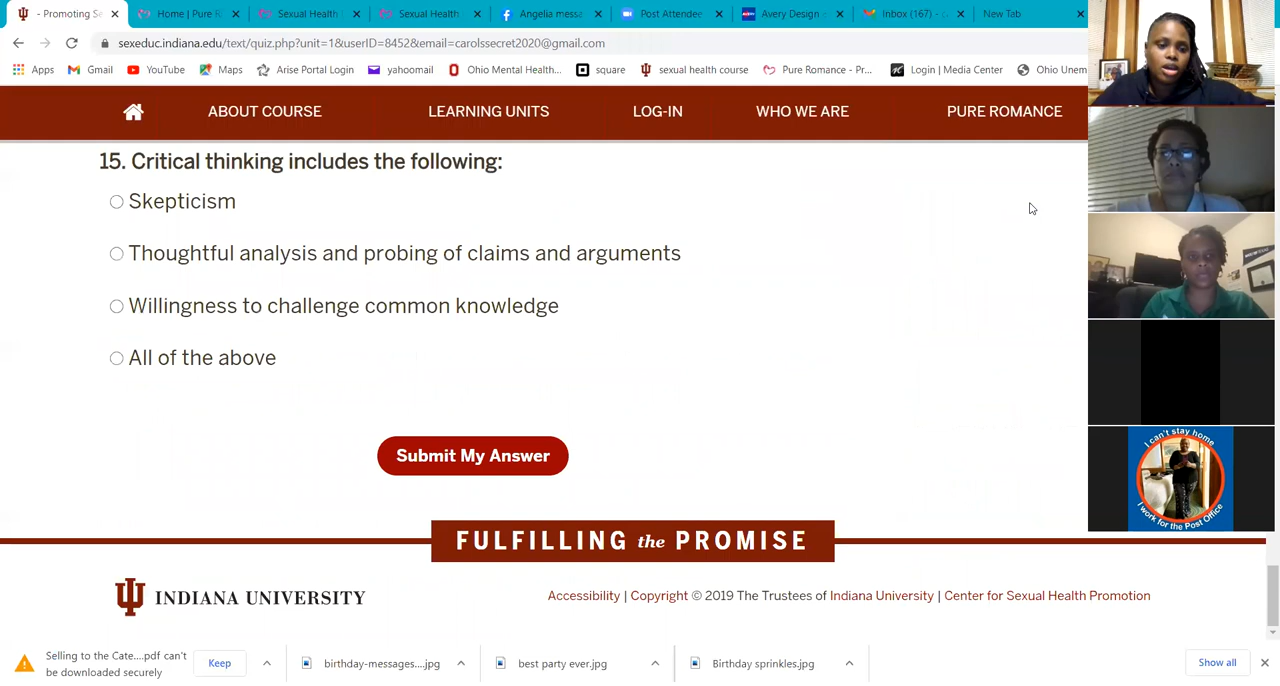 - Promoting Se
Home | Pure R
Sexual Health
Sexual Health
Angelia messa
Post Attendee
Avery Design
Inbox (167) -
New Tab
sexeduc.indiana.edu/text/quiz.php?unit=1&userID=8452&email=carolssecret2020@gmail.com
Apps
Gmail
YouTube
Maps
Arise Portal Login
yahoomail
Ohio Mental Health...
square
sexual health course
Pure Romance - Pr...
Login | Media Center
Ohio Unem
ABOUT COURSE
LEARNING UNITS
LOG-IN
WHO WE ARE
PURE ROMANCE
15. Critical thinking includes the following:
Skepticism
Thoughtful analysis and probing of claims and arguments
Willingness to challenge common knowledge
All of the above
Submit My Answer
I can't stay home
I work for the Post Office
FULFILLING the PROMISE
INDIANA UNIVERSITY
Accessibility | Copyright © 2019 The Trustees of Indiana University | Center for Sexual Health Promotion
Selling to the Cate....pdf can't
be downloaded securely
Keep
birthday-messages....jpg
best party ever.jpg
Birthday sprinkles.jpg
Show all